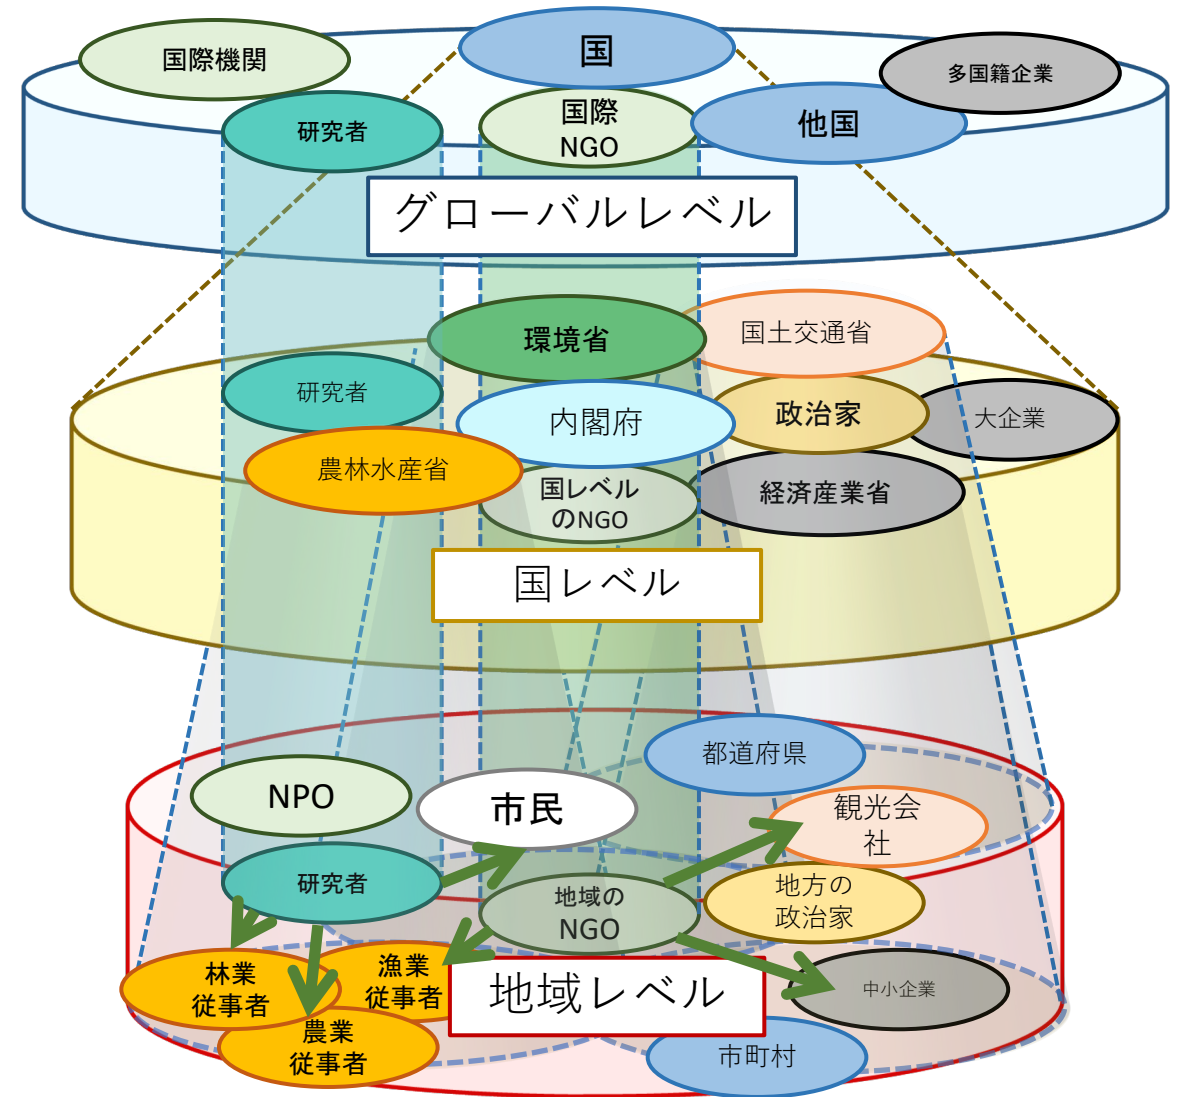 国際機関
国
多国籍企業
研究者
国際
NGO
他国
グローバルレベル
環境省
国土交通省
研究者
内閣府
政治家
大企業
農林水産省
国レベル
のNGO
経済産業省
国レベル
都道府県
NPO
市民
観光会
社
研究者
地域の
NGO
地方の
政治家
林業
従事者
漁業
従事者
地域レベル
中小企業
農業
従事者
市町村